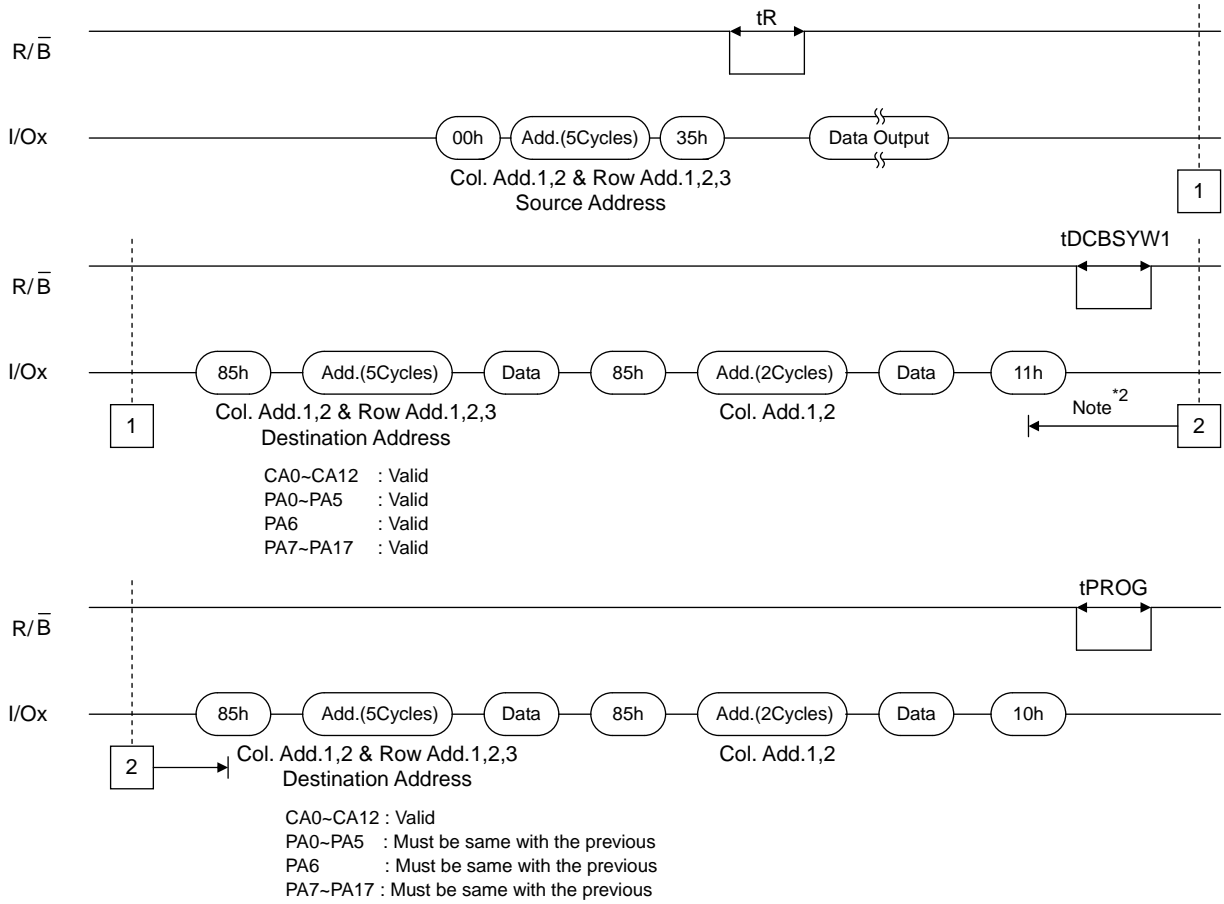 tR
R/B̅
I/Ox
00h Add.(5Cycles) 35h Data Output
Col. Add.1,2 & Row Add.1,2,3
Source Address
1
tDCBSYW1
R/B̅
I/Ox
85h Add.(5Cycles) Data 85h Add.(2Cycles) Data 11h
Col. Add.1,2 & Row Add.1,2,3 Col. Add.1,2 Note*2
1 Destination Address 2
CA0~CA12 : Valid
PA0~PA5 : Valid
PA6 : Valid
PA7~PA17 : Valid
tPROG
R/B̅
I/Ox
85h Add.(5Cycles) Data 85h Add.(2Cycles) Data 10h
Col. Add.1,2 & Row Add.1,2,3 Col. Add.1,2
2 Destination Address
CA0~CA12 : Valid
PA0~PA5 : Must be same with the previous
PA6 : Must be same with the previous
PA7~PA17 : Must be same with the previous